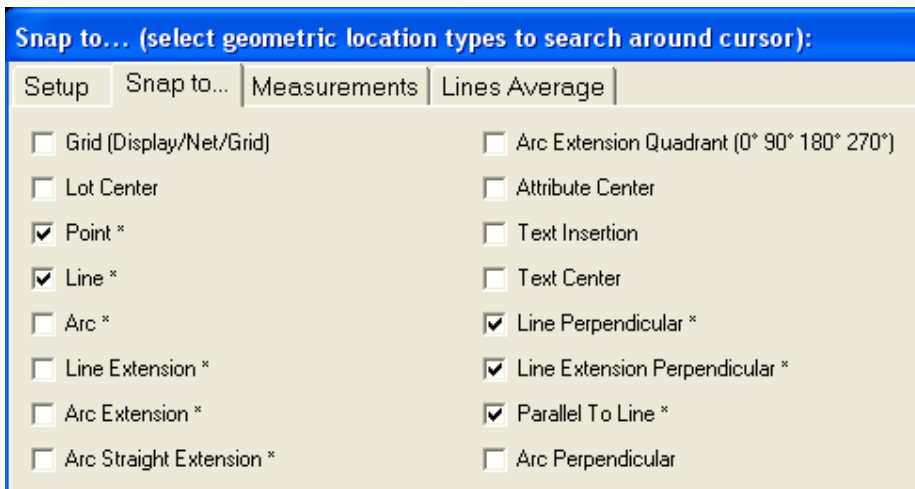 Snap to... (select geometric location types to search around cursor):
Setup Snap to... Measurements Lines Average
Grid (Display/Net/Grid)
Lot Center
Point *
Line *
Arc *
Line Extension *
Arc Extension *
Arc Straight Extension *
Arc Extension Quadrant (0° 90° 180° 270°)
Attribute Center
Text Insertion
Text Center
Line Perpendicular *
Line Extension Perpendicular *
Parallel To Line *
Arc Perpendicular